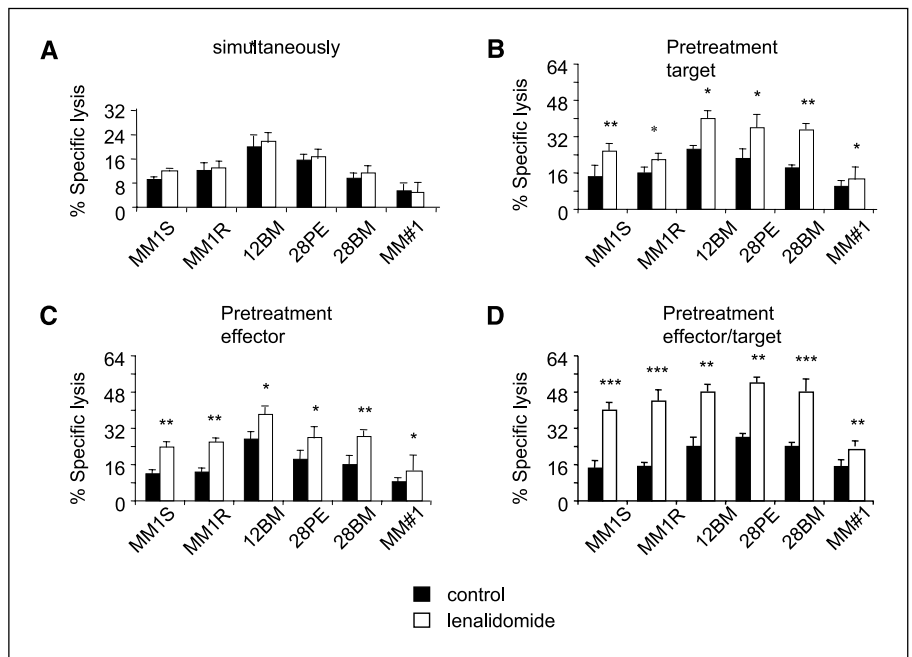 A
simultaneously
% Specific lysis
32
24
16
8
0
MM1S
MM1R
12BM
28PE
28BM
MM#1
B
Pretreatment
target
% Specific lysis
64
48
32
16
0
** * * * ** *
MM1S
MM1R
12BM
28PE
28BM
MM#1
C
Pretreatment
effector
% Specific lysis
64
48
32
16
0
** ** * * ** *
MM1S
MM1R
12BM
28PE
28BM
MM#1
D
Pretreatment
effector/target
% Specific lysis
64
48
32
16
0
*** *** ** ** *** **
MM1S
MM1R
12BM
28PE
28BM
MM#1
control
lenalidomide